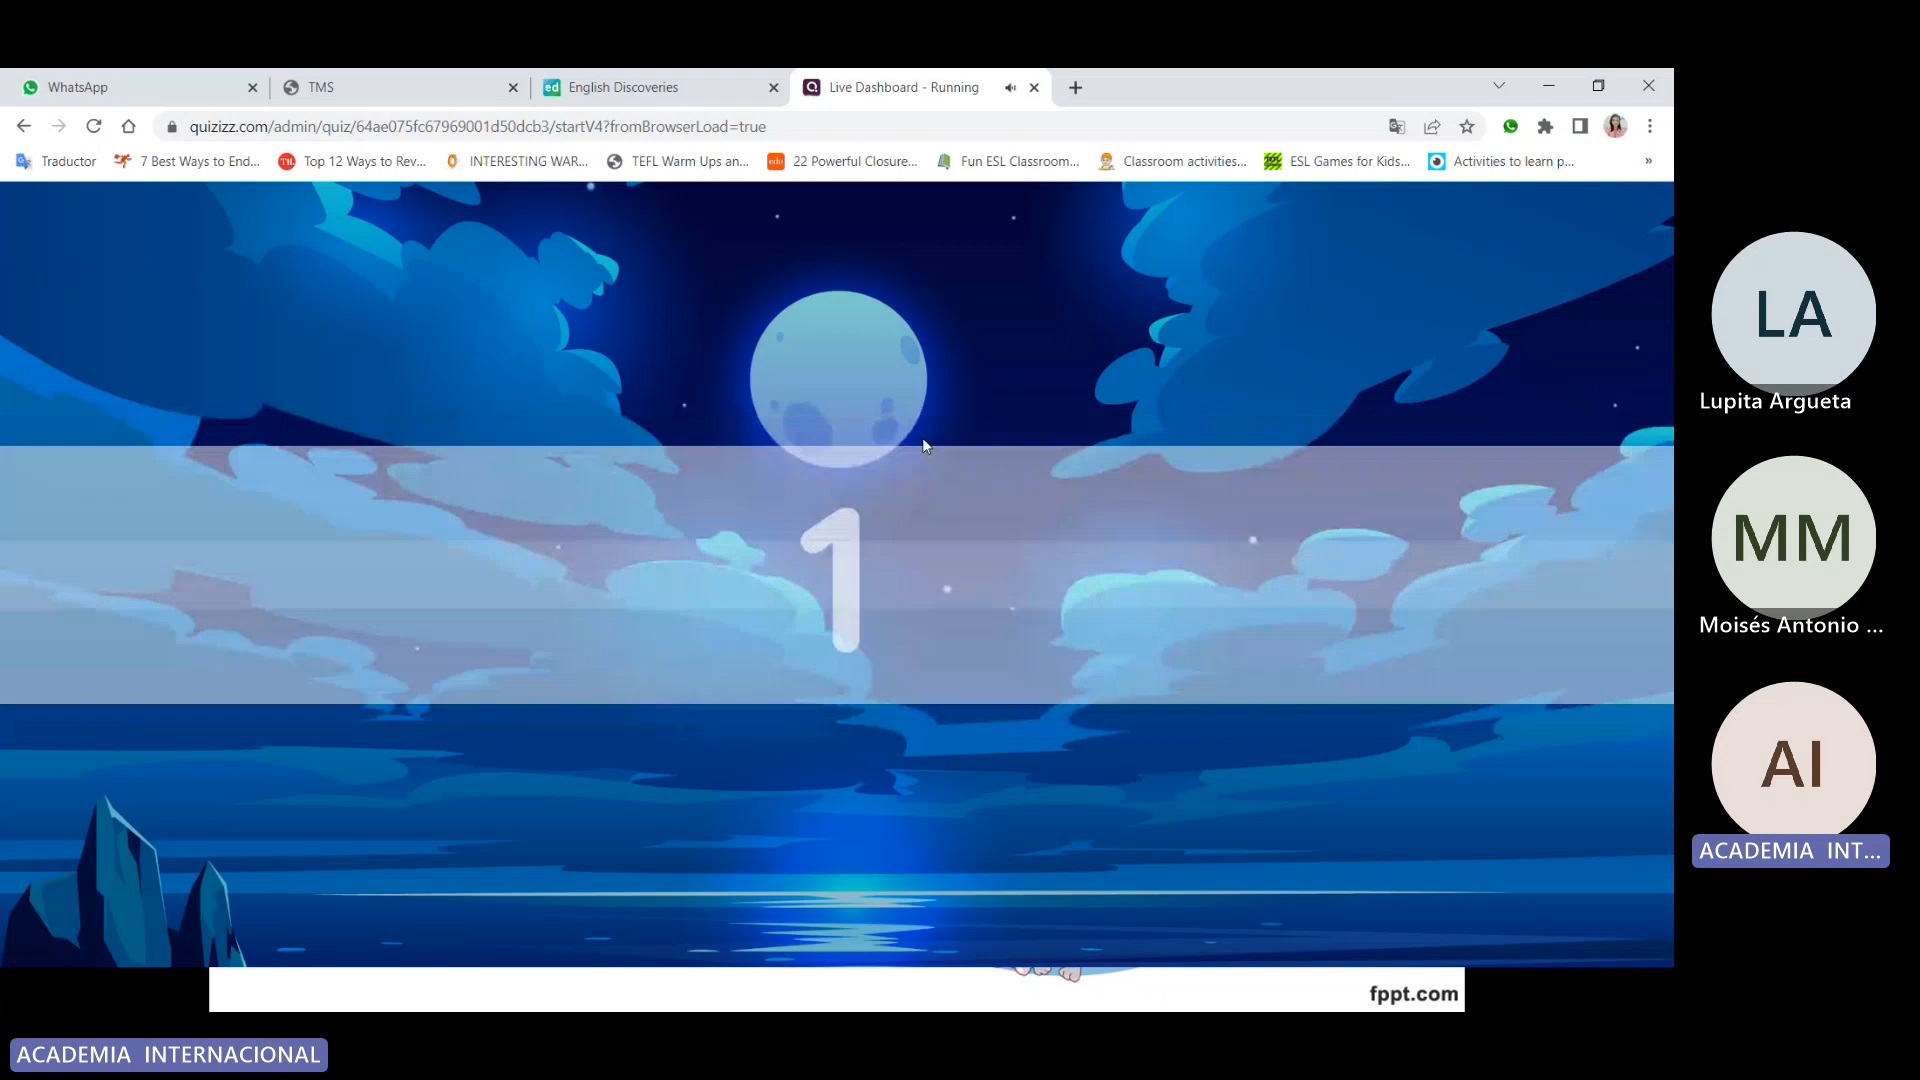 WhatsApp
TMS
ed English Discoveries
Live Dashboard - Running
quizizz.com/admin/quiz/64ae075fc67969001d50dcb3/startV4?fromBrowserLoad=true
Traductor
7 Best Ways to End...
Top 12 Ways to Rev...
INTERESTING WAR...
TEFL Warm Ups an...
22 Powerful Closure...
Fun ESL Classroom...
Classroom activities...
ESL Games for Kids...
Activities to learn p...
»
1
LA
Lupita Argueta
MM
Moisés Antonio ...
AI
ACADEMIA INT...
fppt.com
ACADEMIA INTERNACIONAL